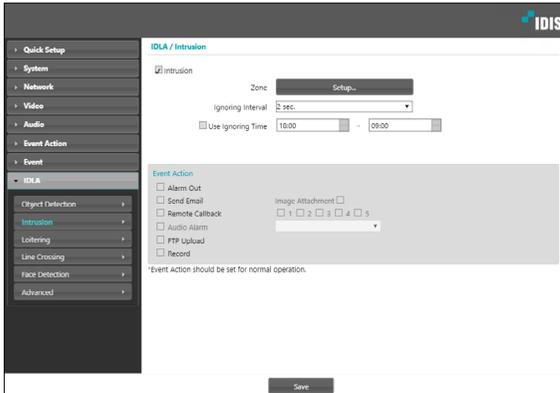 IDIS
Quick Setup
System
Network
Video
Audio
Event Action
Event
IDLA
Object Detection
Intrusion
Loitering
Line Crossing
Face Detection
Advanced
IDLA / Intrusion
Intrusion
Zone Setup...
Ignoring Interval 2 sec.
Use Ignoring Time 18:00 ~ 09:00
Event Action
Alarm Out
Send Email Image Attachment
Remote Callback 1 2 3 4 5
Audio Alarm
FTP Upload
Record
*Event Action should be set for normal operation.
Save